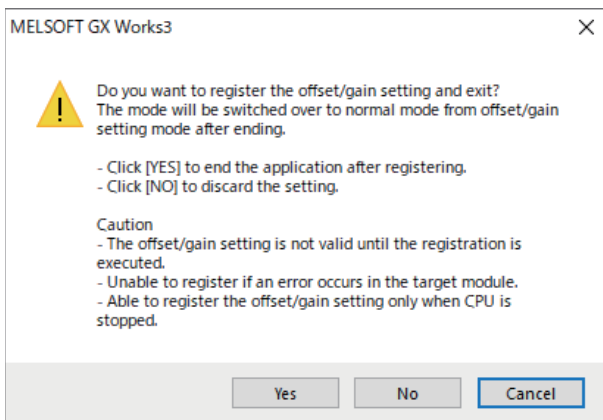 MELSOFT GX Works3
Do you want to register the offset/gain setting and exit?
The mode will be switched over to normal mode from offset/gain
setting mode after ending.
- Click [YES] to end the application after registering.
- Click [NO] to discard the setting.
Caution
- The offset/gain setting is not valid until the registration is
executed.
- Unable to register if an error occurs in the target module.
- Able to register the offset/gain setting only when CPU is
stopped.
Yes No Cancel